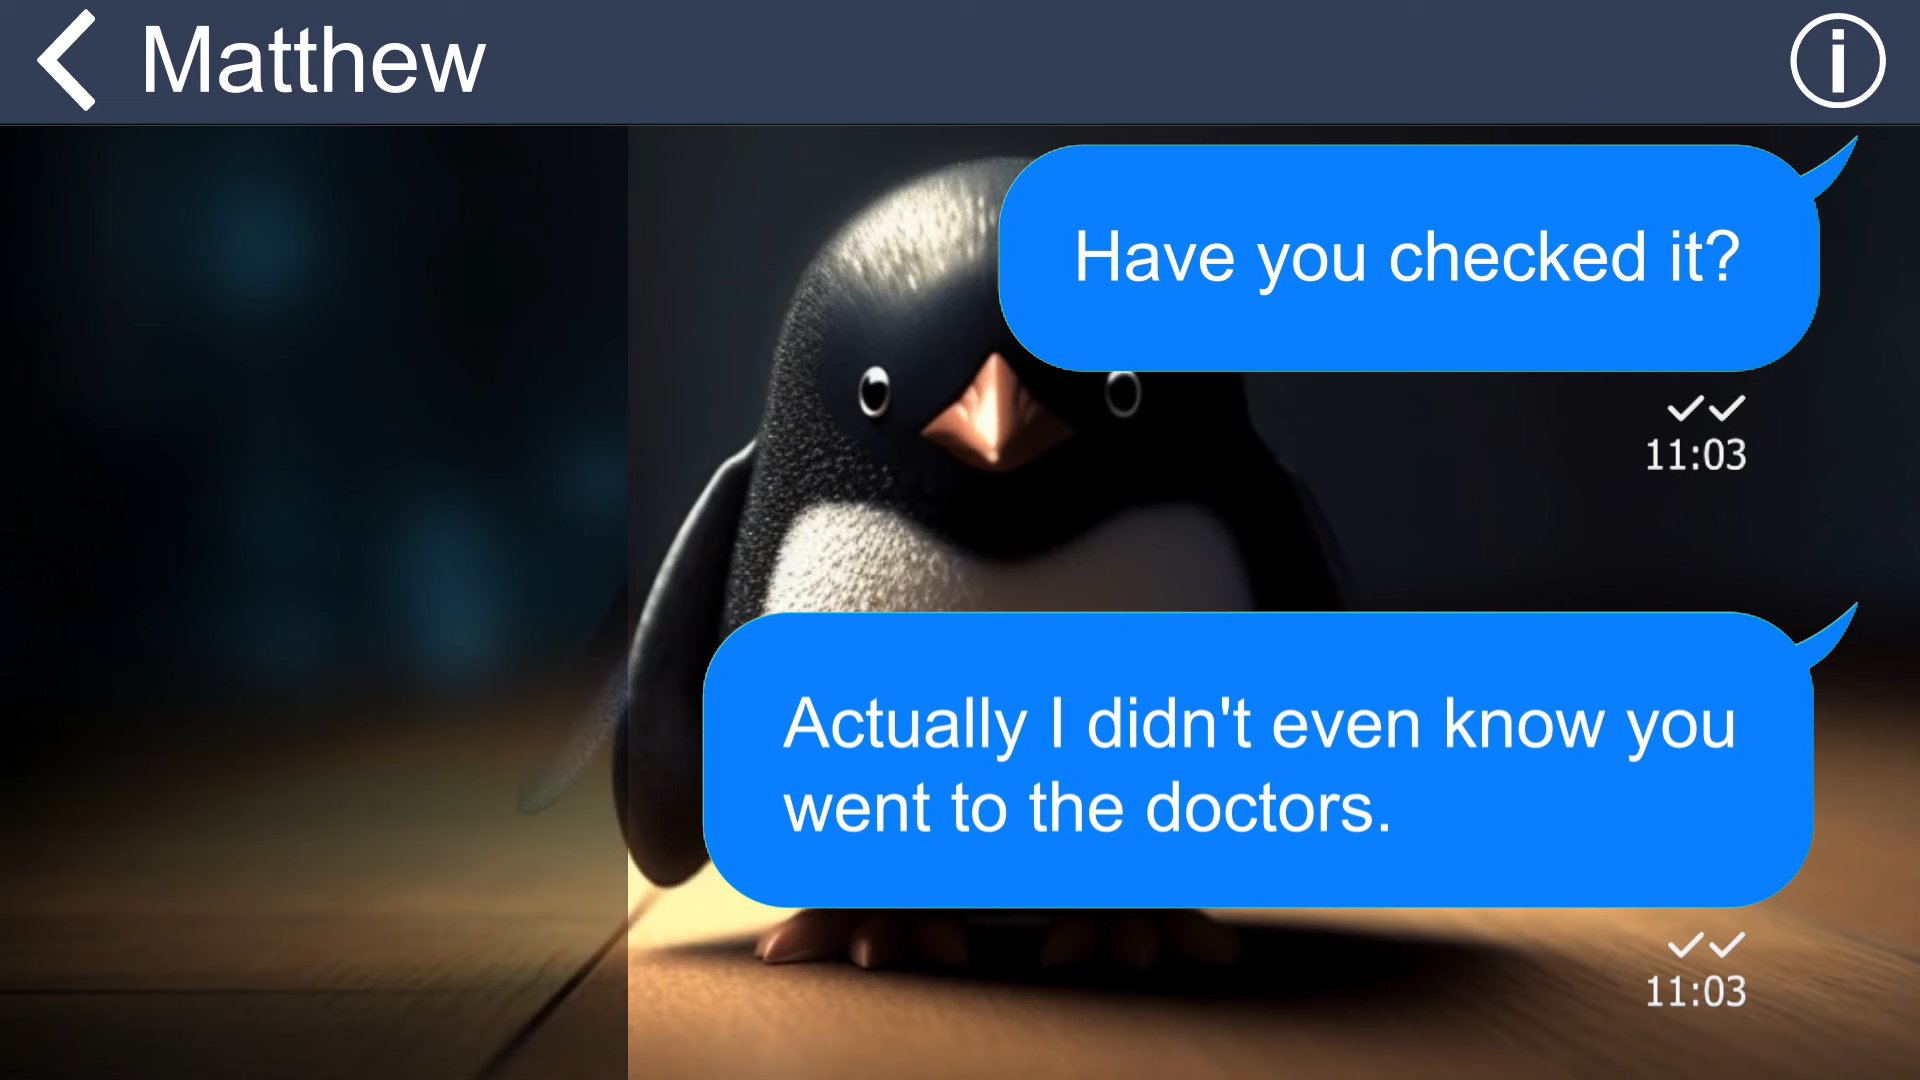 Matthew
Have you checked it?
11:03
Actually I didn't even know you
went to the doctors.
11:03